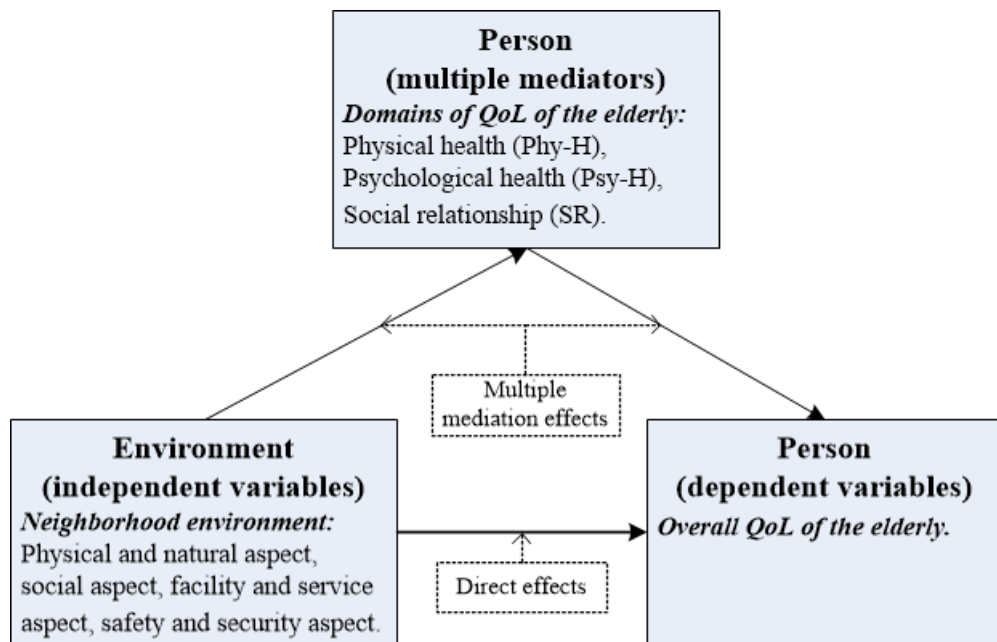 Person
(multiple mediators)
Domains of QoL of the elderly:
Physical health (Phy-H),
Psychological health (Psy-H),
Social relationship (SR).
Multiple
mediation effects
Environment
(independent variables)
Neighborhood environment:
Physical and natural aspect,
social aspect, facility and service
aspect, safety and security aspect.
Direct effects
Person
(dependent variables)
Overall QoL of the elderly.